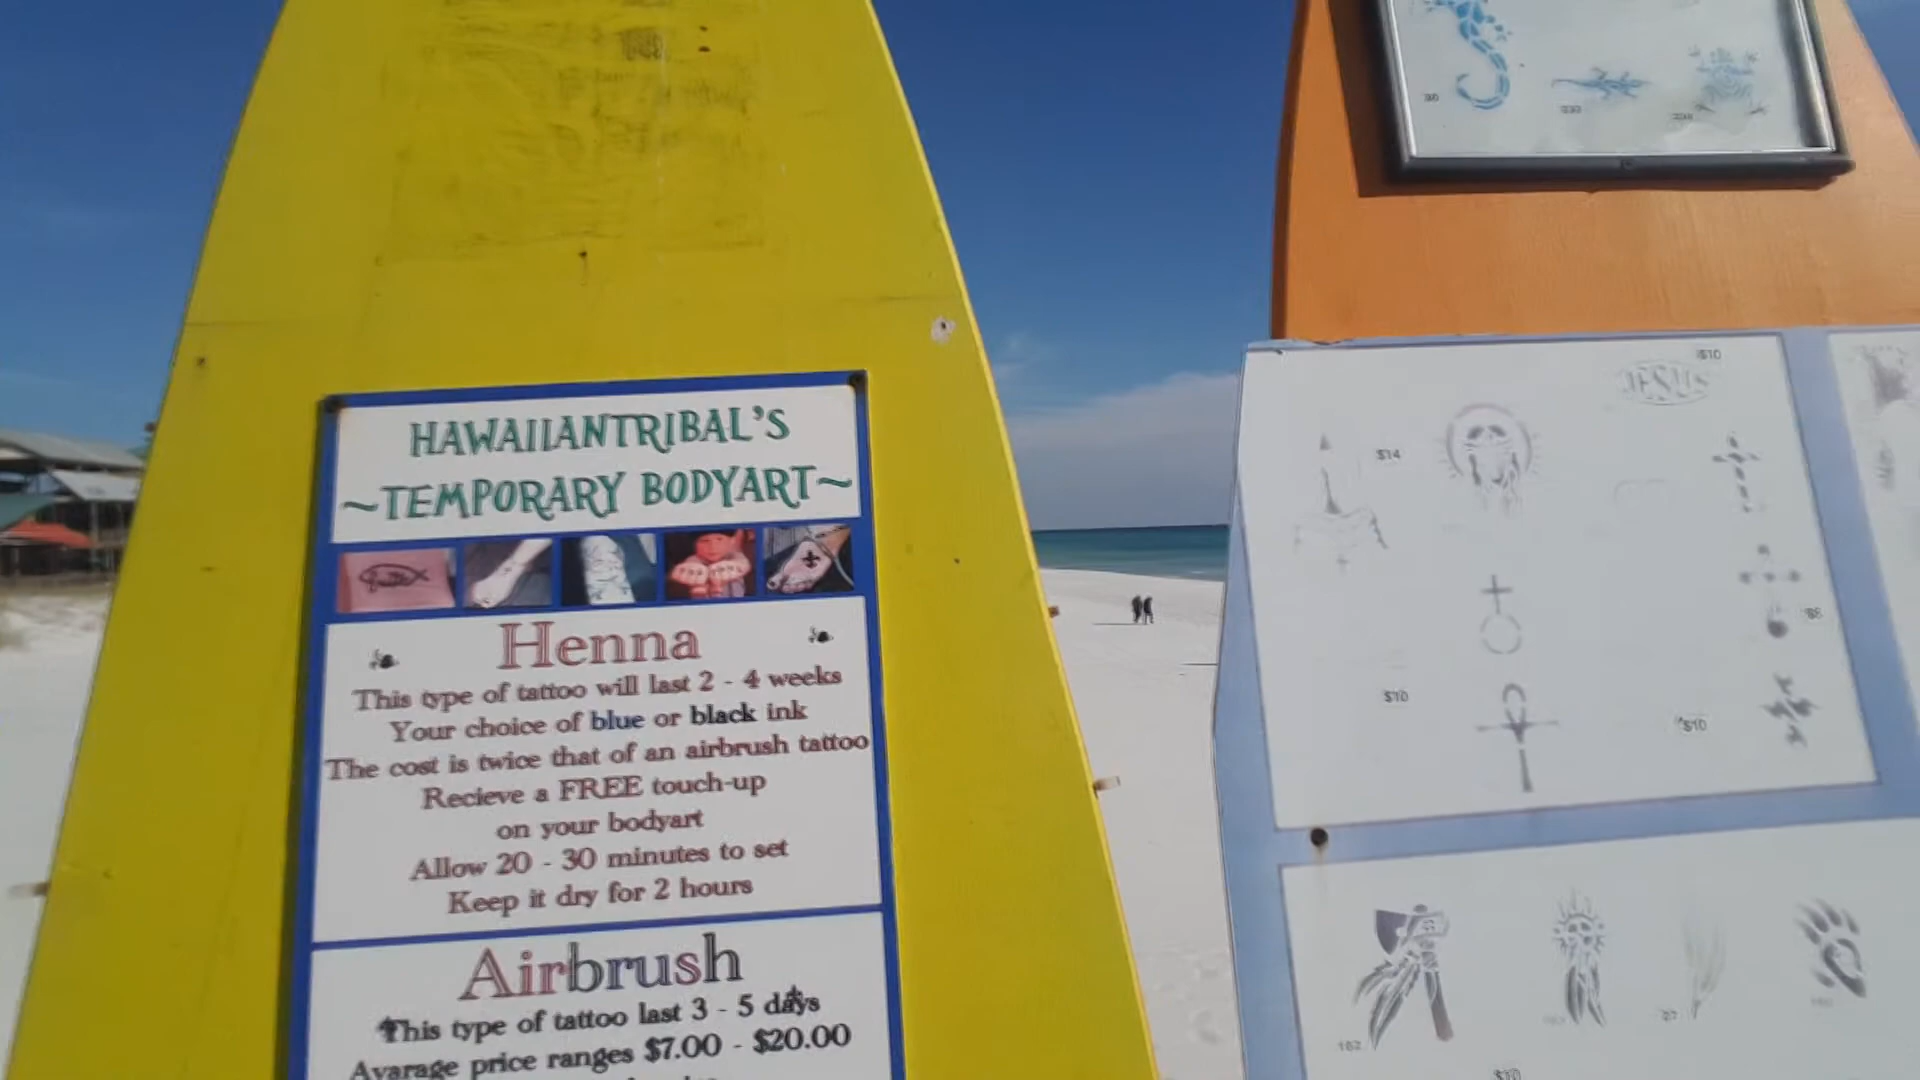 HAWAIIANTRIBAL'S
~TEMPORARY BODYART~
Henna
This type of tattoo will last 2 - 4 weeks
Your choice of blue or black ink
The cost is twice that of an airbrush tattoo
Recieve a FREE touch-up
on your bodyart
Allow 20 - 30 minutes to set
Keep it dry for 2 hours
Airbrush
This type of tattoo last 3 - 5 days
Avarage price ranges $7.00 - $20.00
$10
JESUS
$14
$10
$10
162